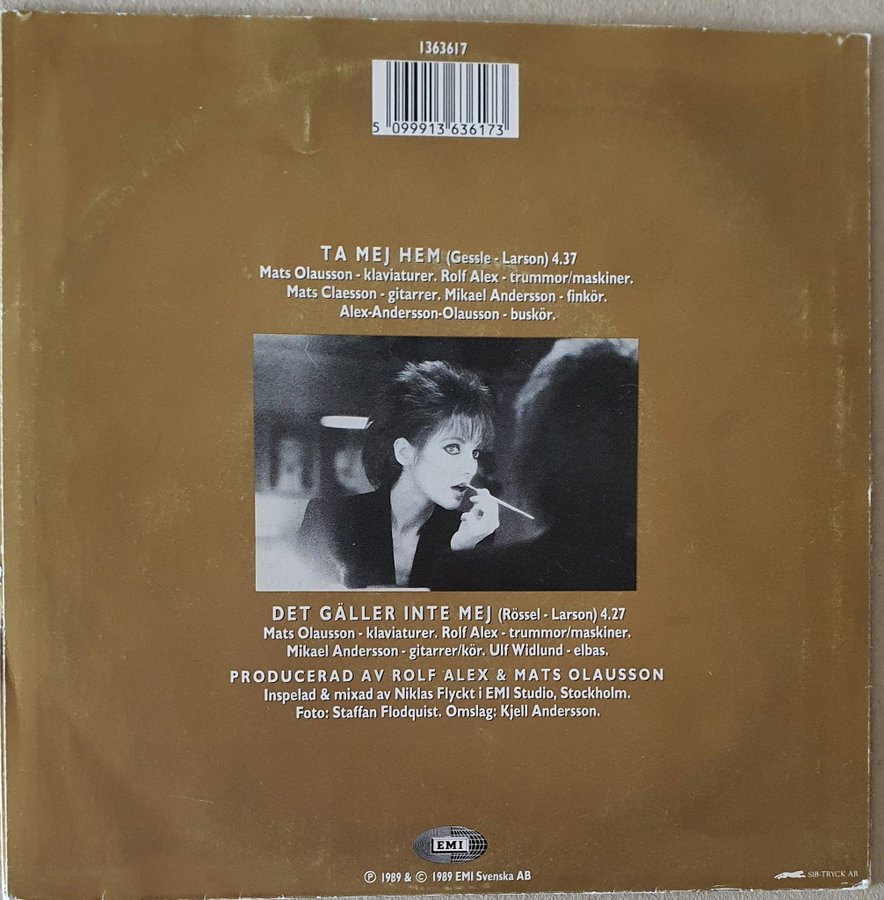 1363617
5 099913 636173
TA MEJ HEM (Gessle - Larson) 4.37
Mats Olausson - klaviaturer. Rolf Alex - trummor/maskiner.
Mats Claesson - gitarrer. Mikael Andersson - finkör.
Alex-Andersson-Olausson - buskör.
DET GÄLLER INTE MEJ (Rössel - Larson) 4.27
Mats Olausson - klaviaturer. Rolf Alex - trummor/maskiner.
Mikael Andersson - gitarrer/kör. Ulf Widlund - elbas.
PRODUCERAD AV ROLF ALEX & MATS OLAUSSON
Inspelad & mixad av Niklas Flyckt i EMI Studio, Stockholm.
Foto: Staffan Flodquist. Omslag: Kjell Andersson.
EMI
℗ 1989 & © 1989 EMI Svenska AB
SIB-TRYCK AB